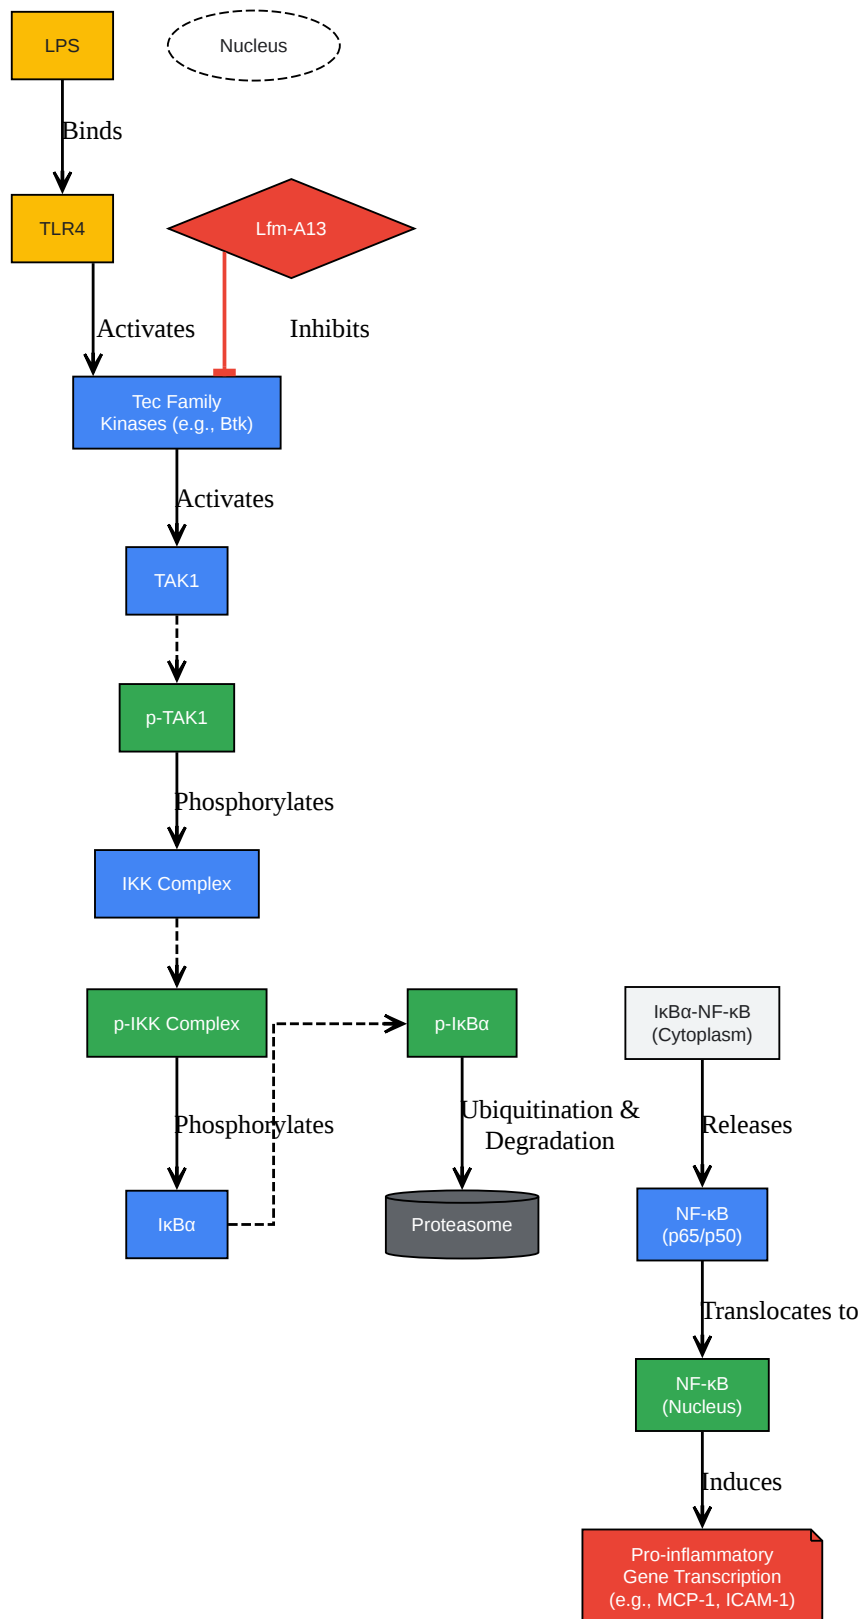 LPS
Nucleus
Binds
TLR4
Lfm-A13
Activates
Inhibits
Tec Family
Kinases (e.g., Btk)
Activates
TAK1
p-TAK1
Phosphorylates
IKK Complex
p-IKK Complex
p-IκBα
IκBα-NF-κB
(Cytoplasm)
Phosphorylates
Ubiquitination &
Degradation
Releases
IκBα
Proteasome
NF-κB
(p65/p50)
Translocates to
NF-κB
(Nucleus)
Induces
Pro-inflammatory
Gene Transcription
(e.g., MCP-1, ICAM-1)